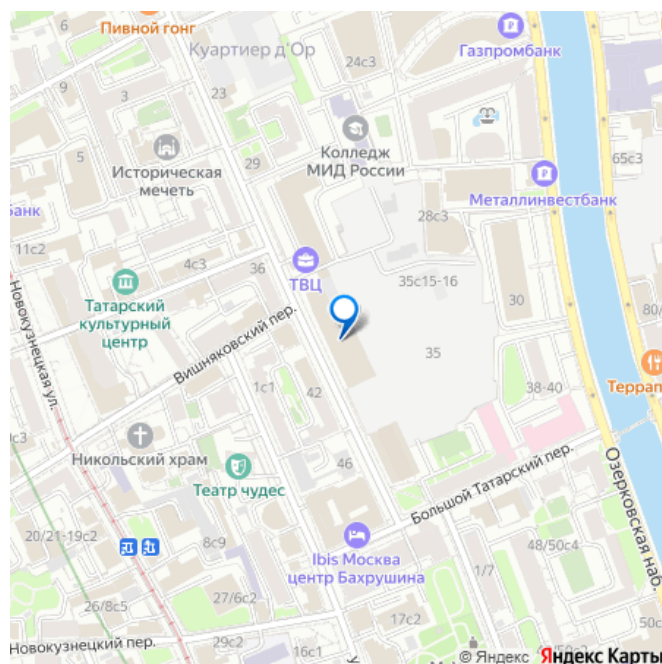 Пивной гонг
Куартиер д'Ор
24с3
Газпромбанк
9
3
23
5
Историческая
мечеть
29
Колледж
МИД России
65с3
Металлинвестбанк
Банк
28с3
11с2
4с3
36
ТВЦ
35с15-16
30
80/
Татарский
культурный
центр
Новокузнецкая ул.
Вишняковский пер.
35
1с1
42
38-40
Террап
с3
Никольский храм
46
Театр чудес
Большой Татарский пер.
Озерковская наб.
20/21-19с2
8с9
Ibis Москва
центр Бахрушина
48/50с4
1/7
27/6с2
26/8с5
17с2
50с
Новокузнецкий пер.
29с2
16с1
© Яндекс Яндекс Карты